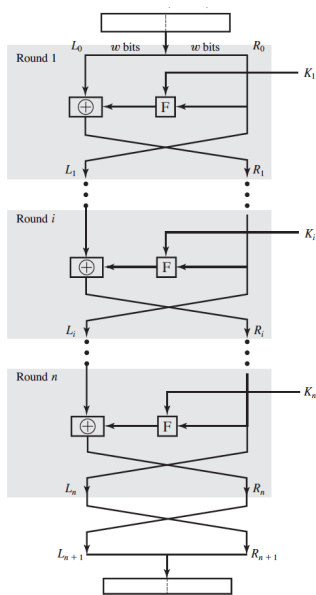 L0 w bits w bits R0
Round 1
K1
F
L1 R1
Round i
Ki
F
Li Ri
Round n
Kn
F
Ln Rn
Ln + 1 Rn + 1